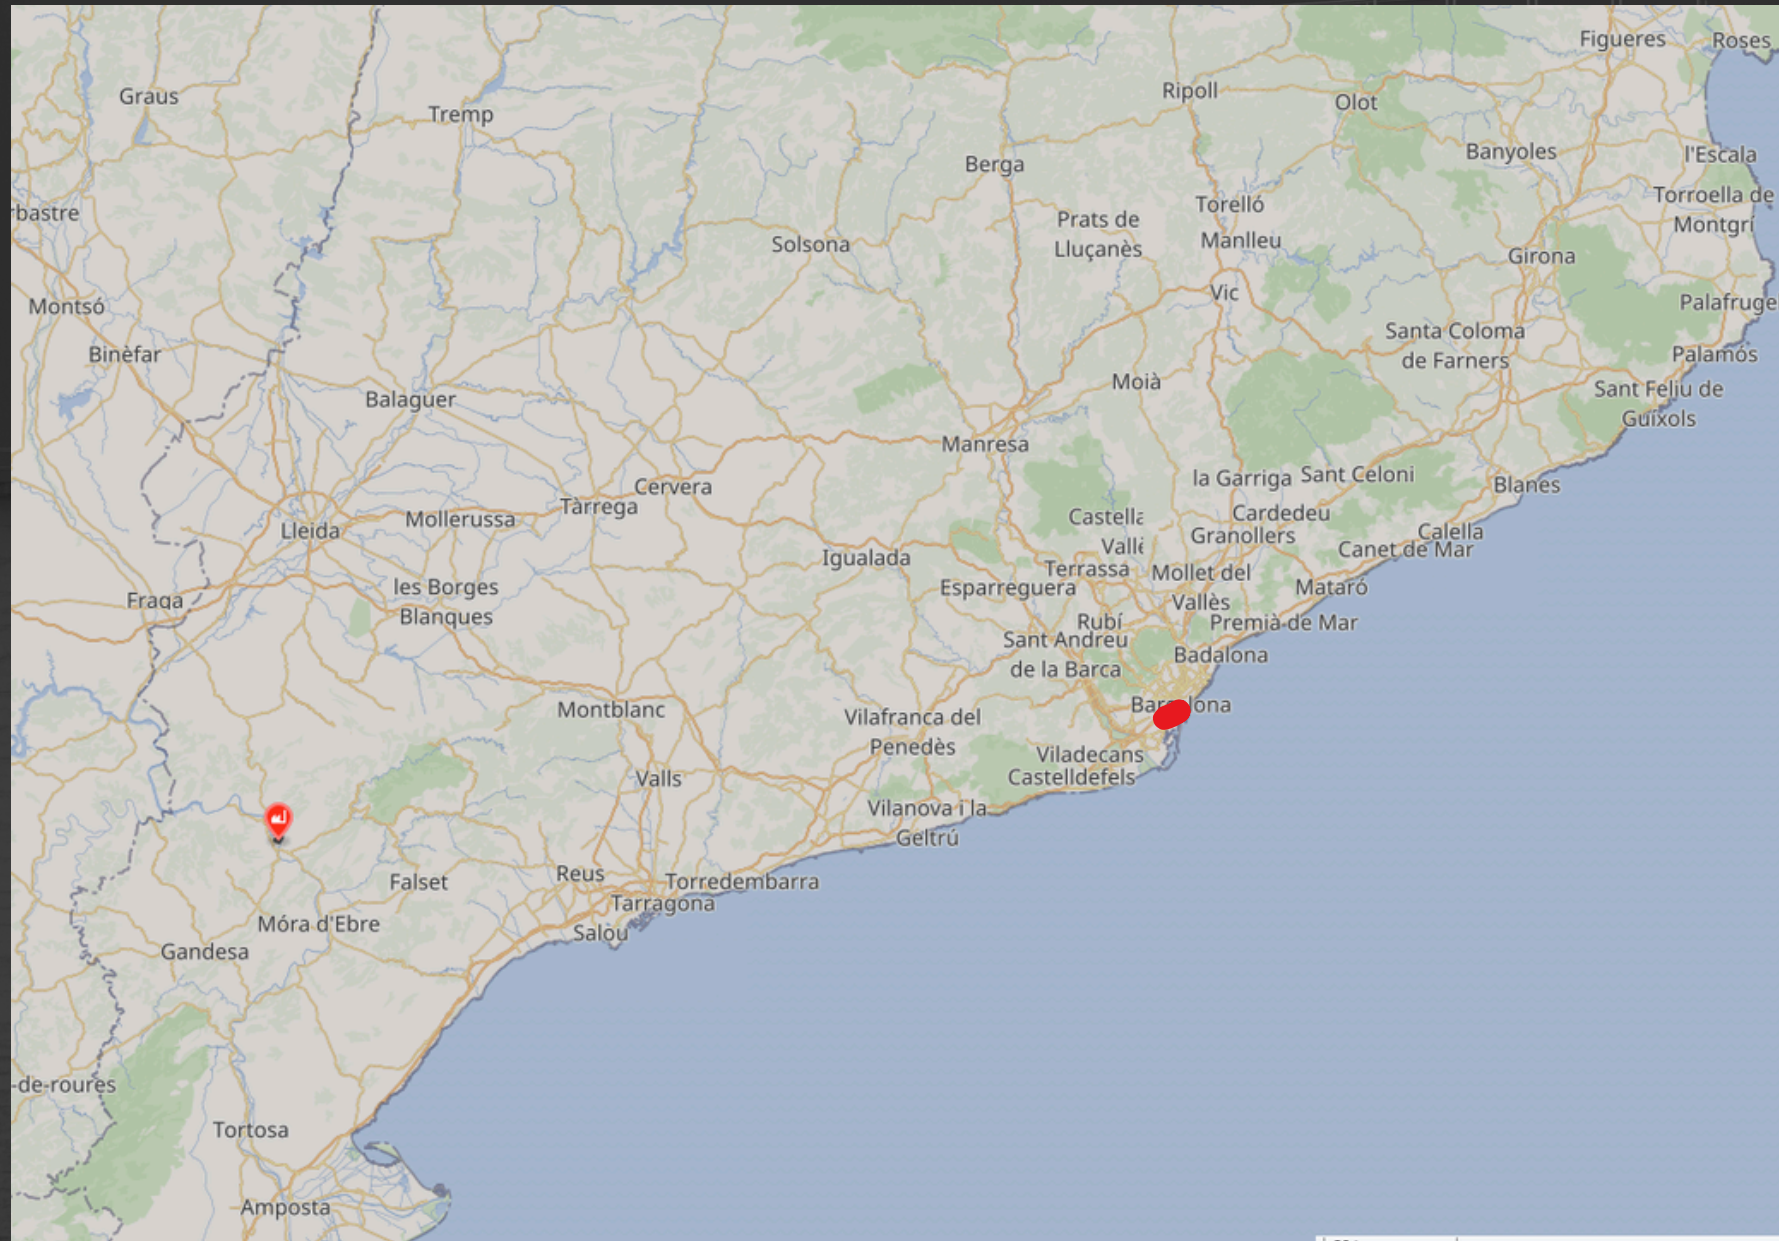 Figueres
Roses
Graus
Ripoll
Olot
Tremp
Banyoles
l'Escala
Berga
Torroella de
Montgrí
Torelló
rbastre
Prats de
Lluçanès
Manlleu
Solsona
Girona
Vic
Montsó
Palafruge
Santa Coloma
de Farners
Binèfar
Palamós
Moià
Sant Feliu de
Guíxols
Balaguer
Manresa
la Garriga
Sant Celoni
Blanes
Cervera
Tàrrega
Mollerussa
Lleida
Castella
Vallè
Cardedeu
Granollers
Calella
Canet de Mar
Igualada
Terrassa
Mollet del
Vallès
Mataró
Esparreguera
les Borges
Blanques
Fraga
Rubí
Premià de Mar
Sant Andreu
de la Barca
Badalona
Barcelona
Montblanc
Vilafranca del
Penedès
Viladecans
Castelldefels
Valls
Vilanova i la
Geltrú
Reus
Torredembarra
Falset
Tarragona
Móra d'Ebre
Salou
Gandesa
-de-roures
Tortosa
Amposta